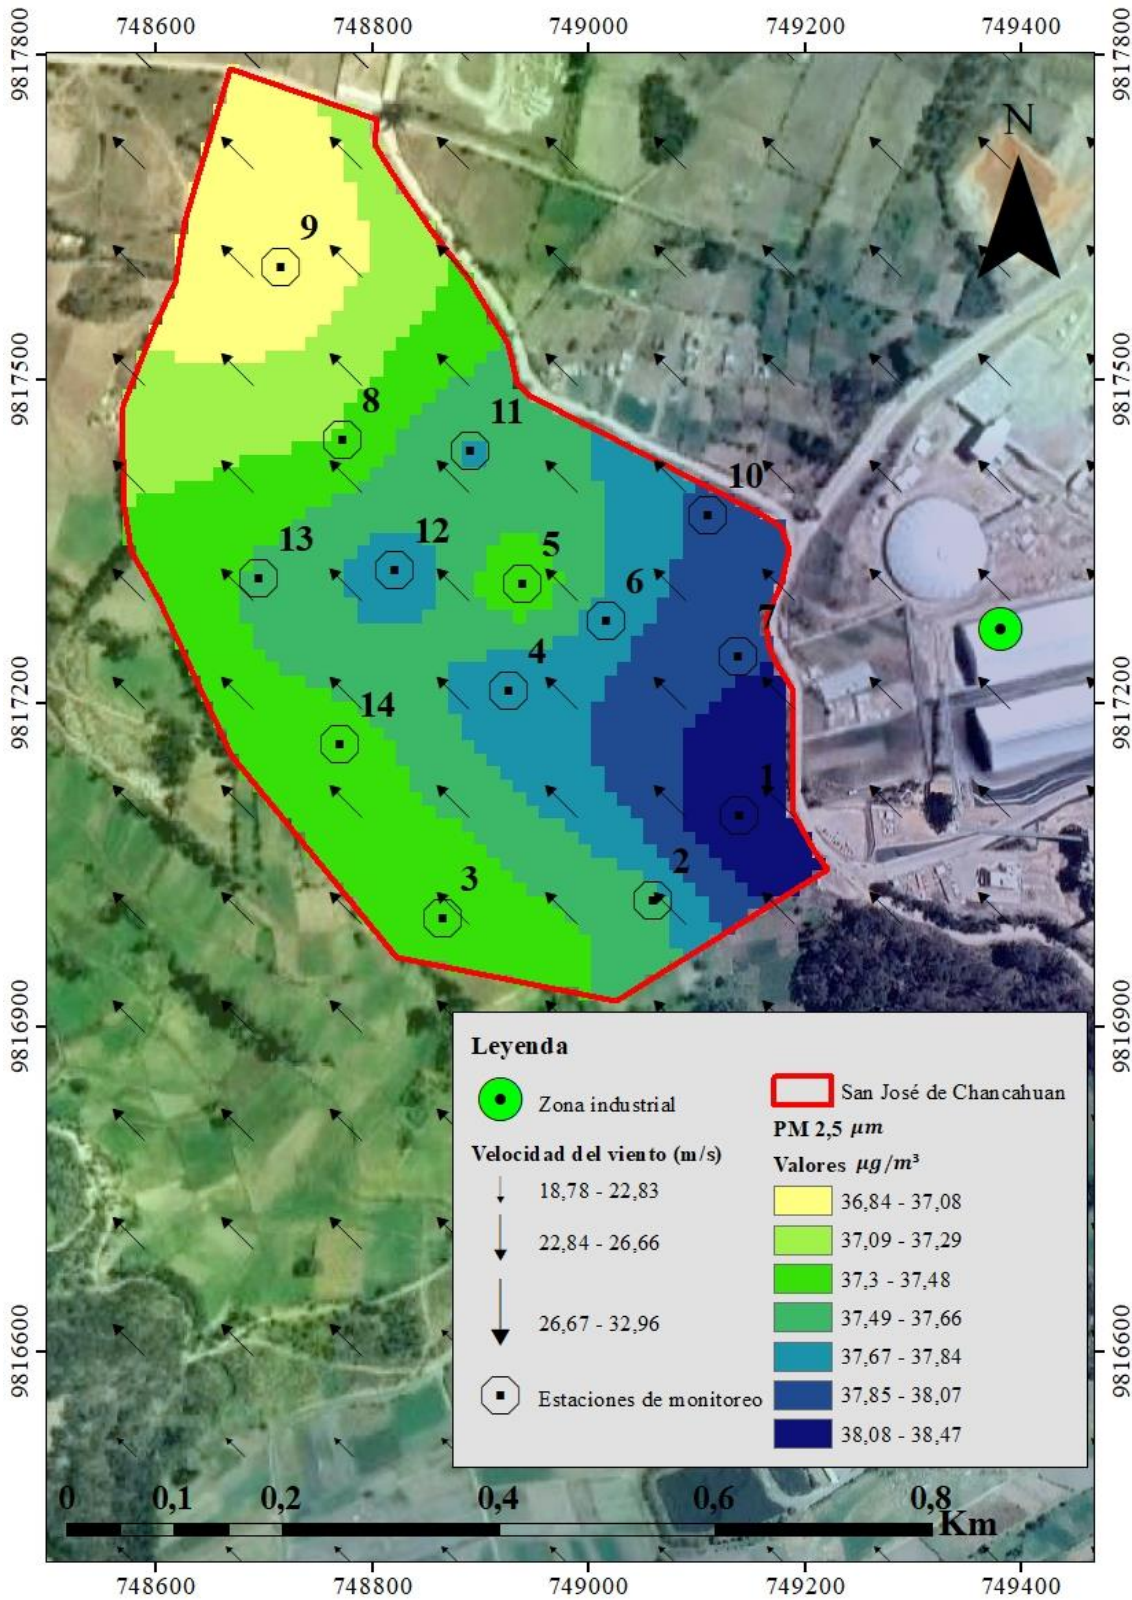 748600 748800 749000 749200 749400
9817800 9817800
N
9
9817500 9817500
8
11
10
13
12
5
6
7
4
9817200 9817200
14
1
2
3
9816900 9816900
Leyenda
Zona industrial
Velocidad del viento (m/s)
18,78 - 22,83
22,84 - 26,66
26,67 - 32,96
Estaciones de monitoreo
San José de Chancahuan
PM 2,5 μm
Valores μg/m³
36,84 - 37,08
37,09 - 37,29
37,3 - 37,48
37,49 - 37,66
37,67 - 37,84
37,85 - 38,07
38,08 - 38,47
9816600 9816600
0 0,1 0,2 0,4 0,6 0,8
Km
748600 748800 749000 749200 749400